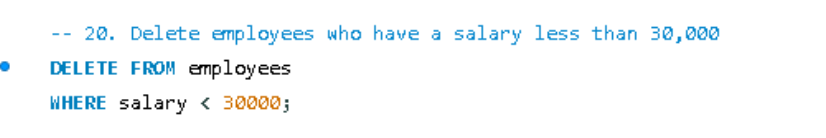 -- 20. Delete employees who have a salary less than 30,000
DELETE FROM employees
WHERE salary < 30000;